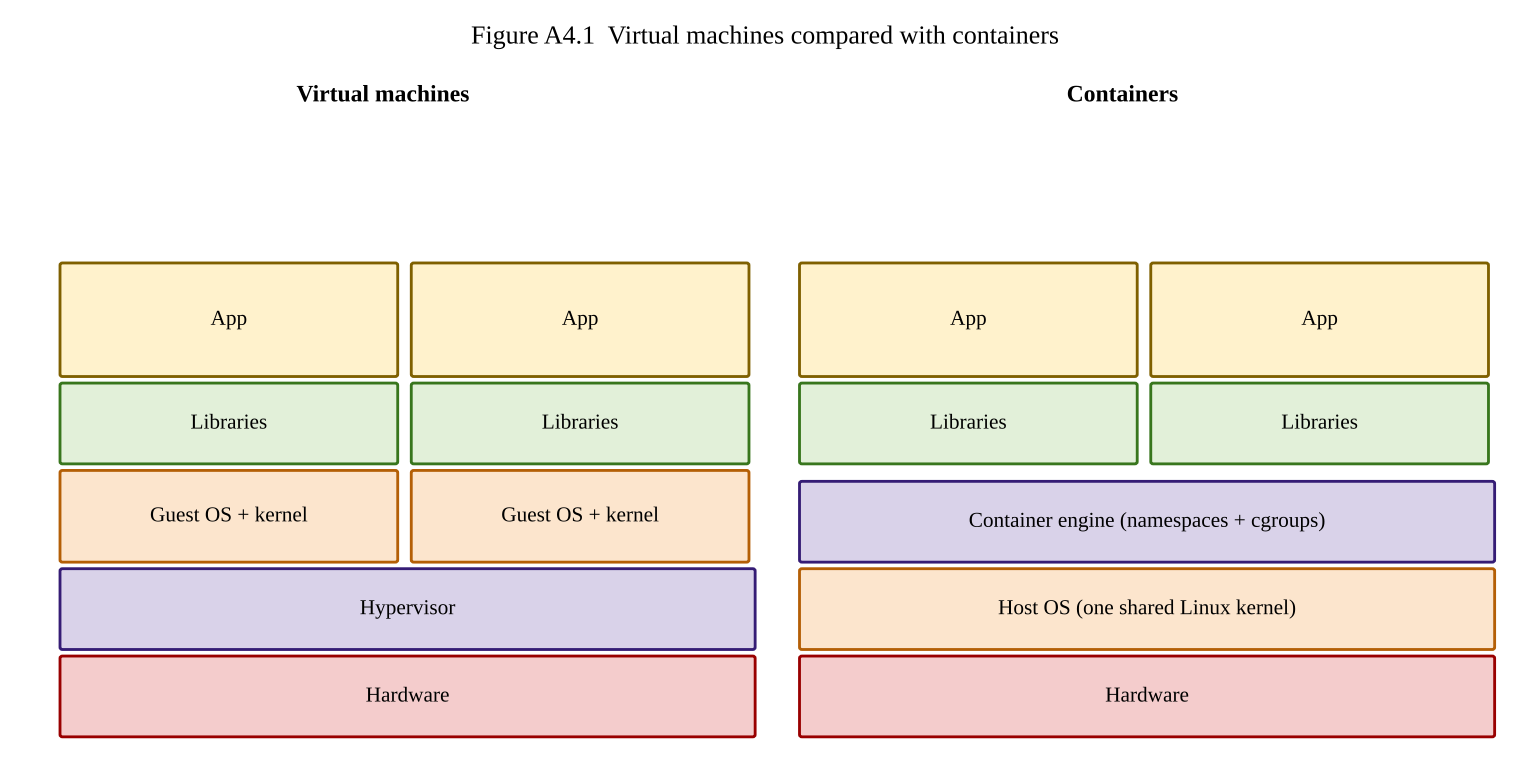 Figure A4.1 Virtual machines compared with containers
Virtual machines
Containers
App
App
App
App
Libraries
Libraries
Libraries
Libraries
Guest OS + kernel
Guest OS + kernel
Container engine (namespaces + cgroups)
Hypervisor
Host OS (one shared Linux kernel)
Hardware
Hardware